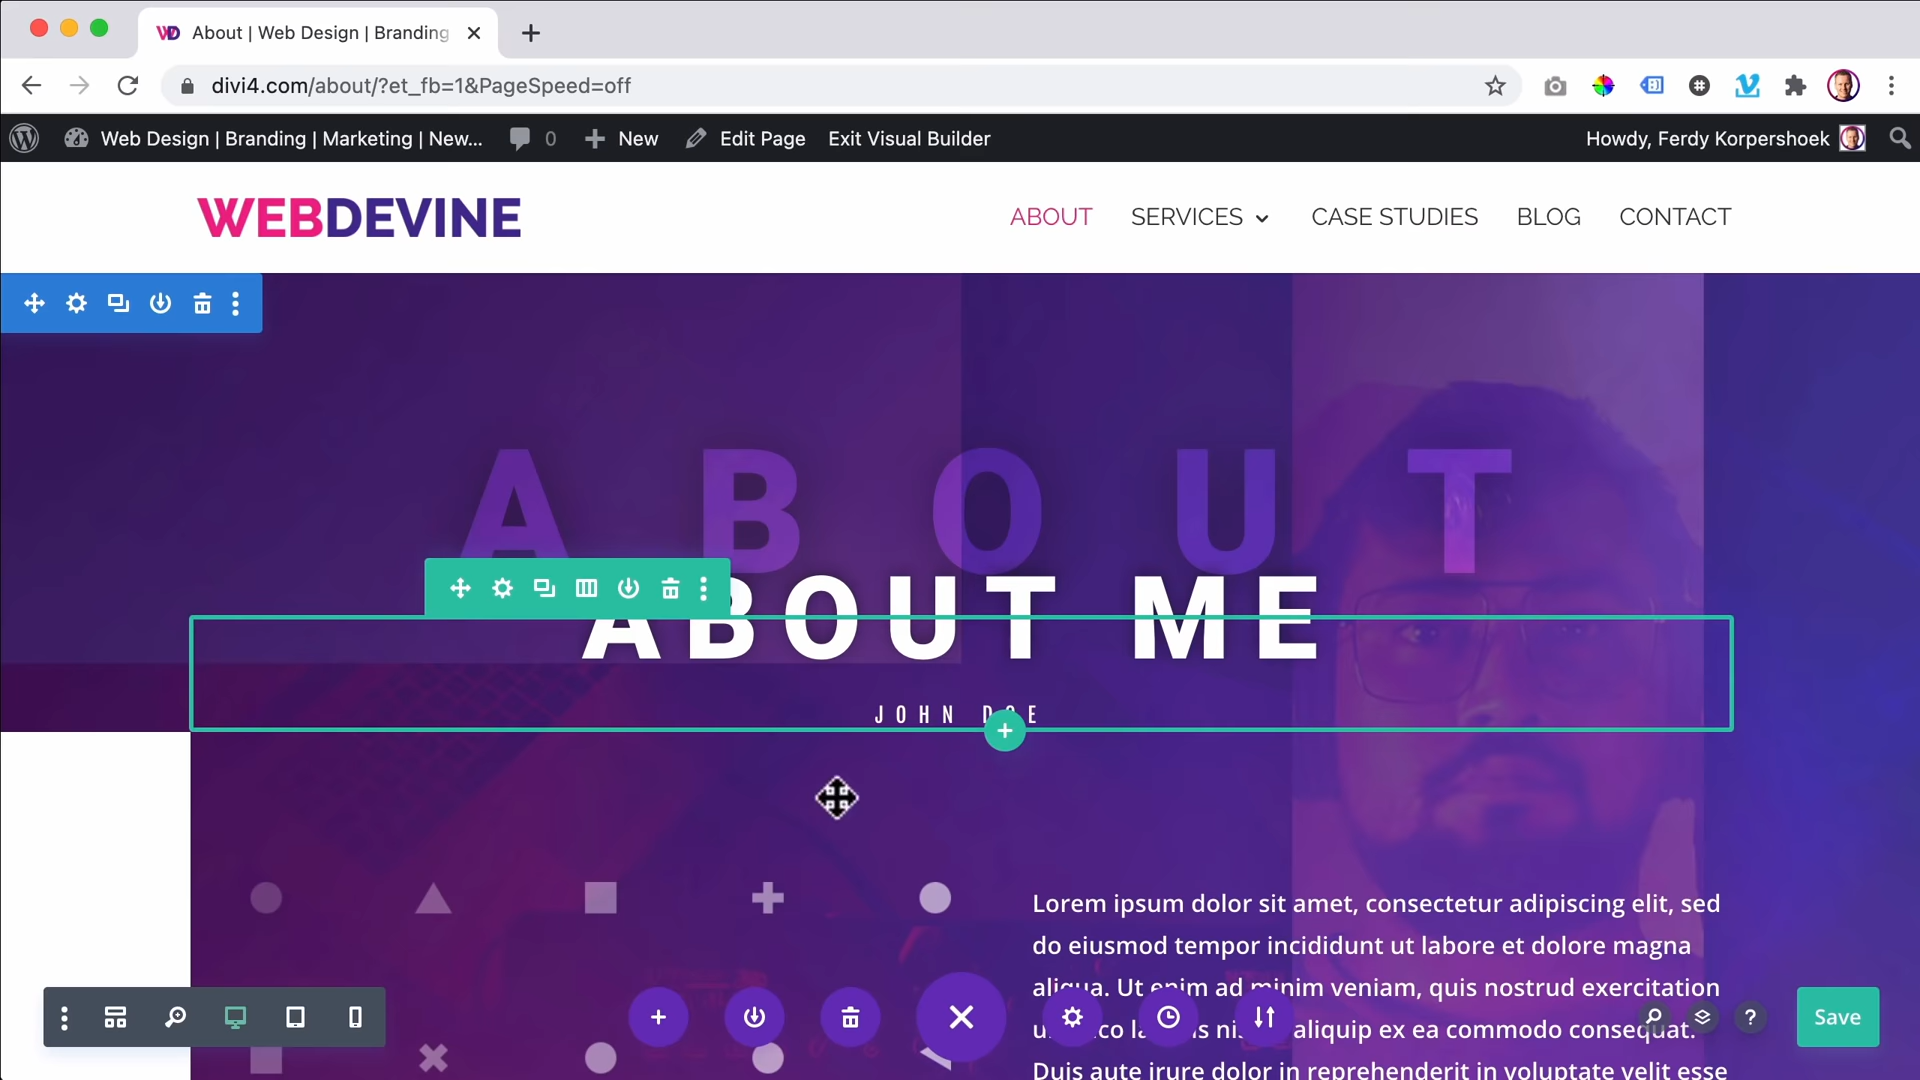 About | Web Design | Branding
divi4.com/about/?et_fb=1&PageSpeed=off
Web Design | Branding | Marketing | New... 0 New Edit Page Exit Visual Builder Howdy, Ferdy Korpershoek
WEBDEVINE ABOUT SERVICES CASE STUDIES BLOG CONTACT
ABOUT
ABOUT ME
JOHN DOE
Lorem ipsum dolor sit amet, consectetur adipiscing elit, sed
do eiusmod tempor incididunt ut labore et dolore magna
aliqua. Ut enim ad minim veniam, quis nostrud exercitation
aliquip ex ea commodo consequat.
Duis aute irure dolor in reprehenderit in voluptate velit esse
Save